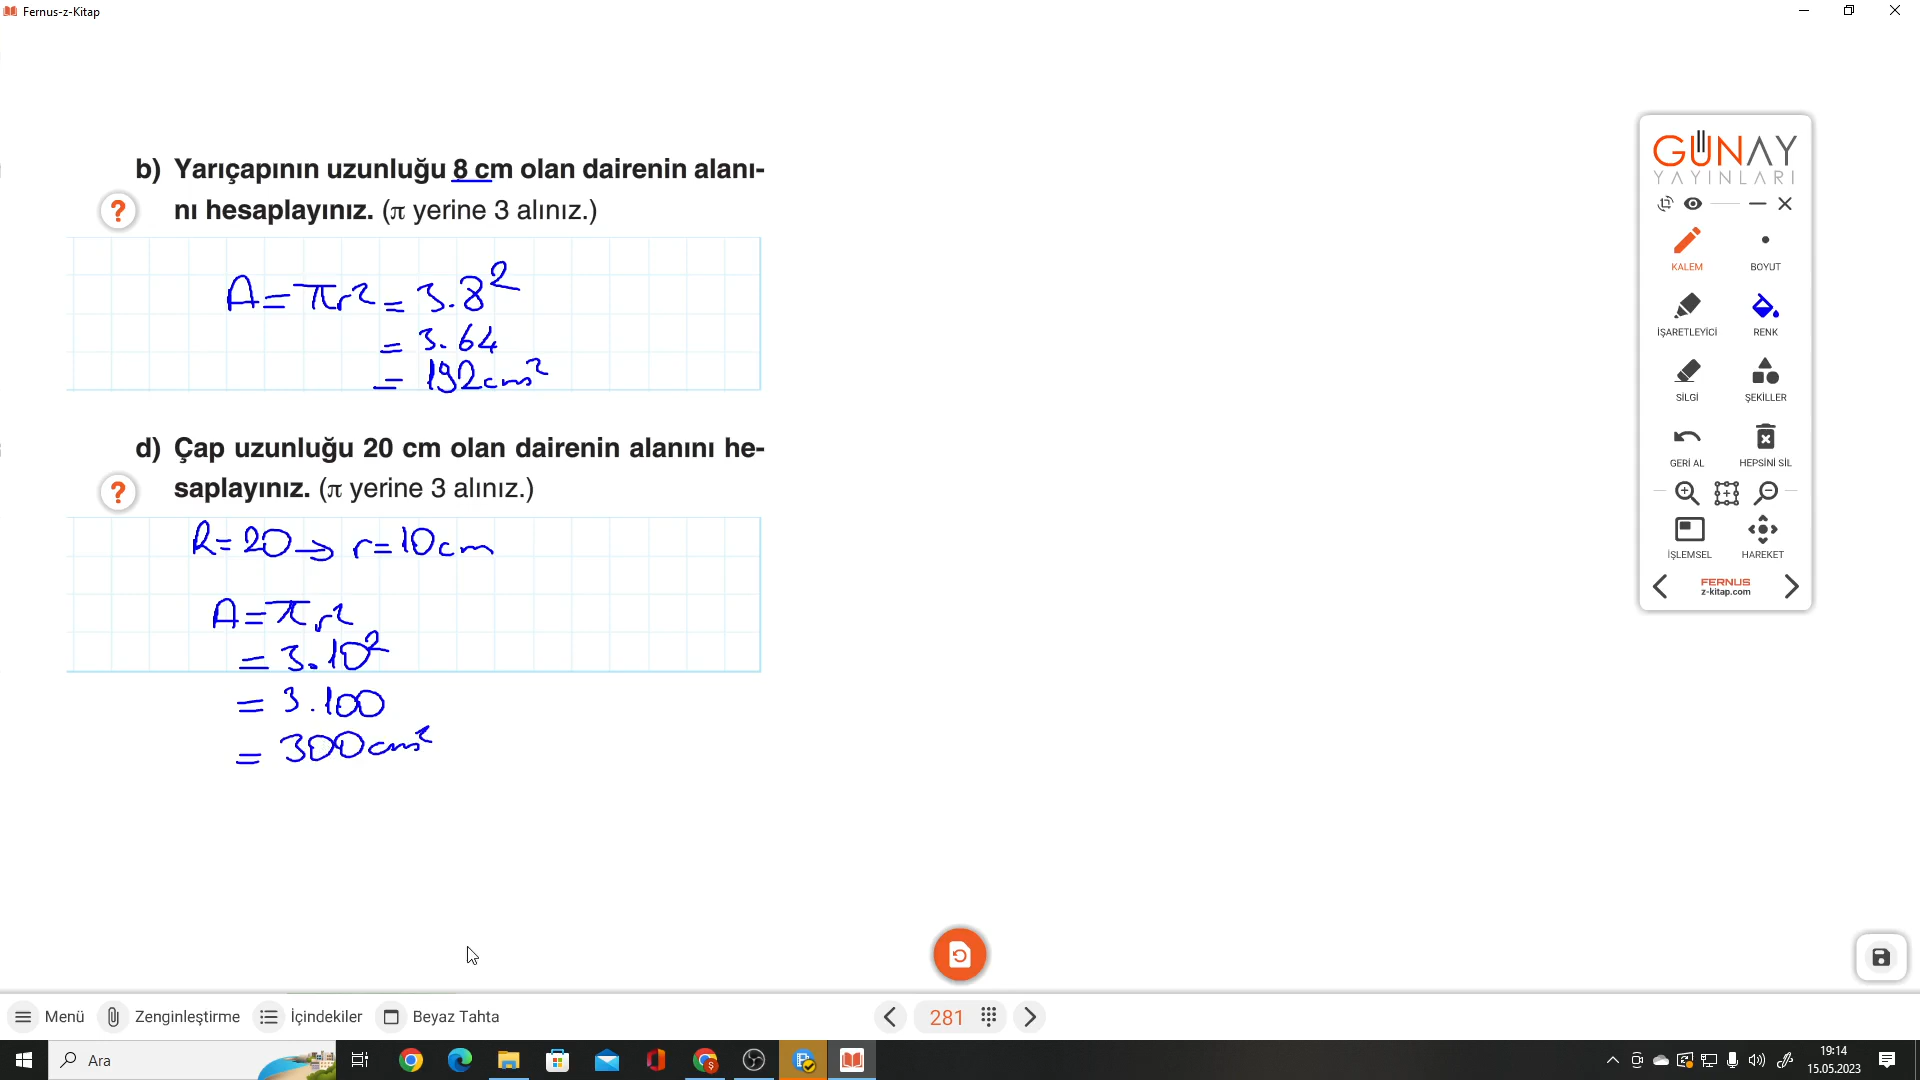 Fernus-z-Kitap
b) Yarıçapının uzunluğu 8 cm olan dairenin alanı-
nı hesaplayınız. (π yerine 3 alınız.)
?
A = πr² = 3.8²
= 3.64
= 192cm²
d) Çap uzunluğu 20 cm olan dairenin alanını he-
saplayınız. (π yerine 3 alınız.)
?
R = 20 → r = 10cm
A = πr²
= 3.10²
= 3.100
= 300cm²
GÜNAY
YAYINLARI
KALEM BOYUT
İŞARETLEYİCİ RENK
SİLGİ ŞEKİLLER
GERİ AL HEPSİNİ SİL
İŞLEMSEL HAREKET
FERNUS
z-kitap.com
Menü Zenginleştirme İçindekiler Beyaz Tahta 281
Ara
19:14
15.05.2023